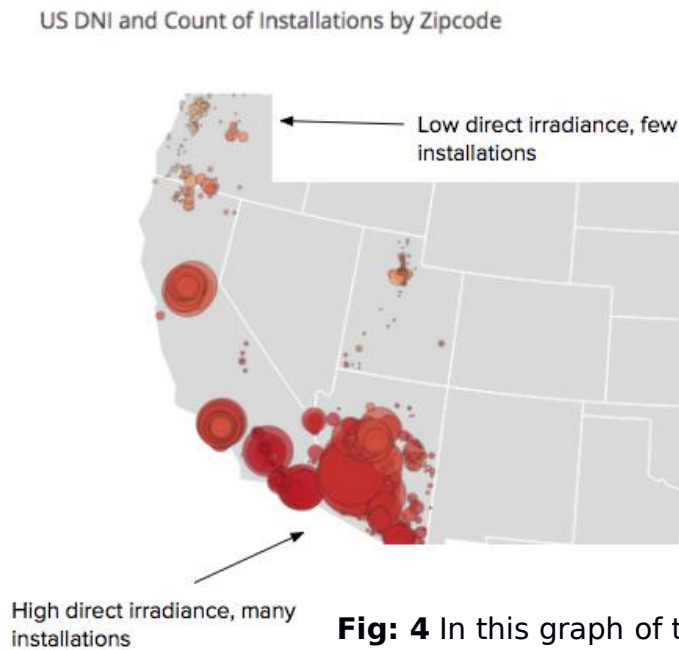 US DNI and Count of Installations by Zipcode
Low direct irradiance, few
installations
High direct irradiance, many
installations
Fig: 4 In this graph of t